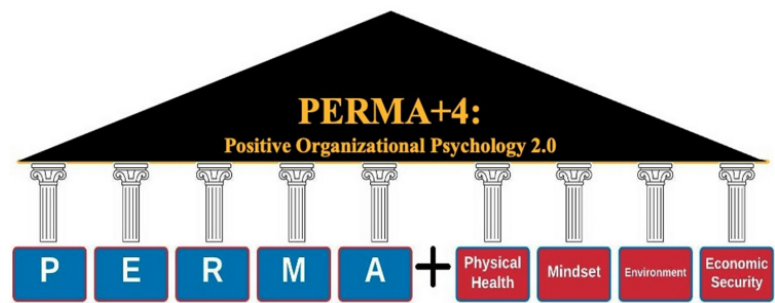 PERMA+4:
Positive Organizational Psychology 2.0
P E R M A + Physical Health Mindset Environment Economic Security